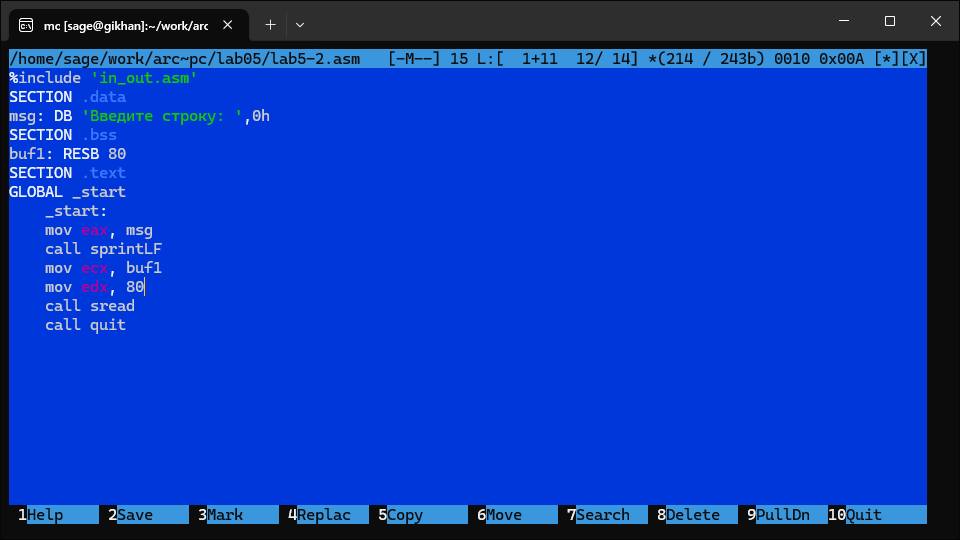 mc [sage@gikhan]:~/work/arc
/home/sage/work/arc~pc/lab05/lab5-2.asm [-M--] 15 L:[ 1+11 12/ 14] *(214 / 243b) 0010 0x00A [*][X]
%include 'in_out.asm'
SECTION .data
msg: DB 'Введите строку: ',0h
SECTION .bss
buf1: RESB 80
SECTION .text
GLOBAL _start
_start:
mov eax, msg
call sprintLF
mov ecx, buf1
mov edx, 80
call sread
call quit
1Help 2Save 3Mark 4Replac 5Copy 6Move 7Search 8Delete 9PullDn 10Quit